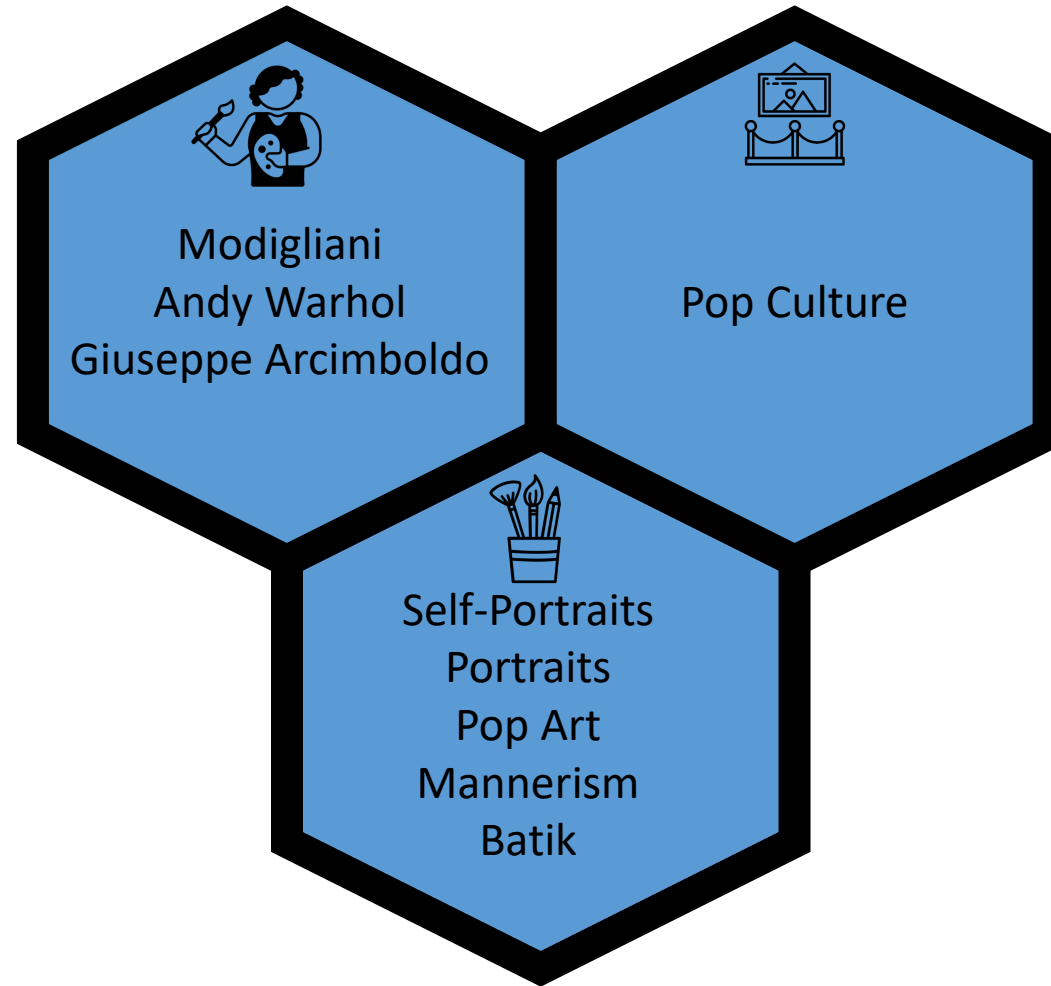 Modigliani
Andy Warhol
Giuseppe Arcimboldo
Pop Culture
Self-Portraits
Portraits
Pop Art
Mannerism
Batik